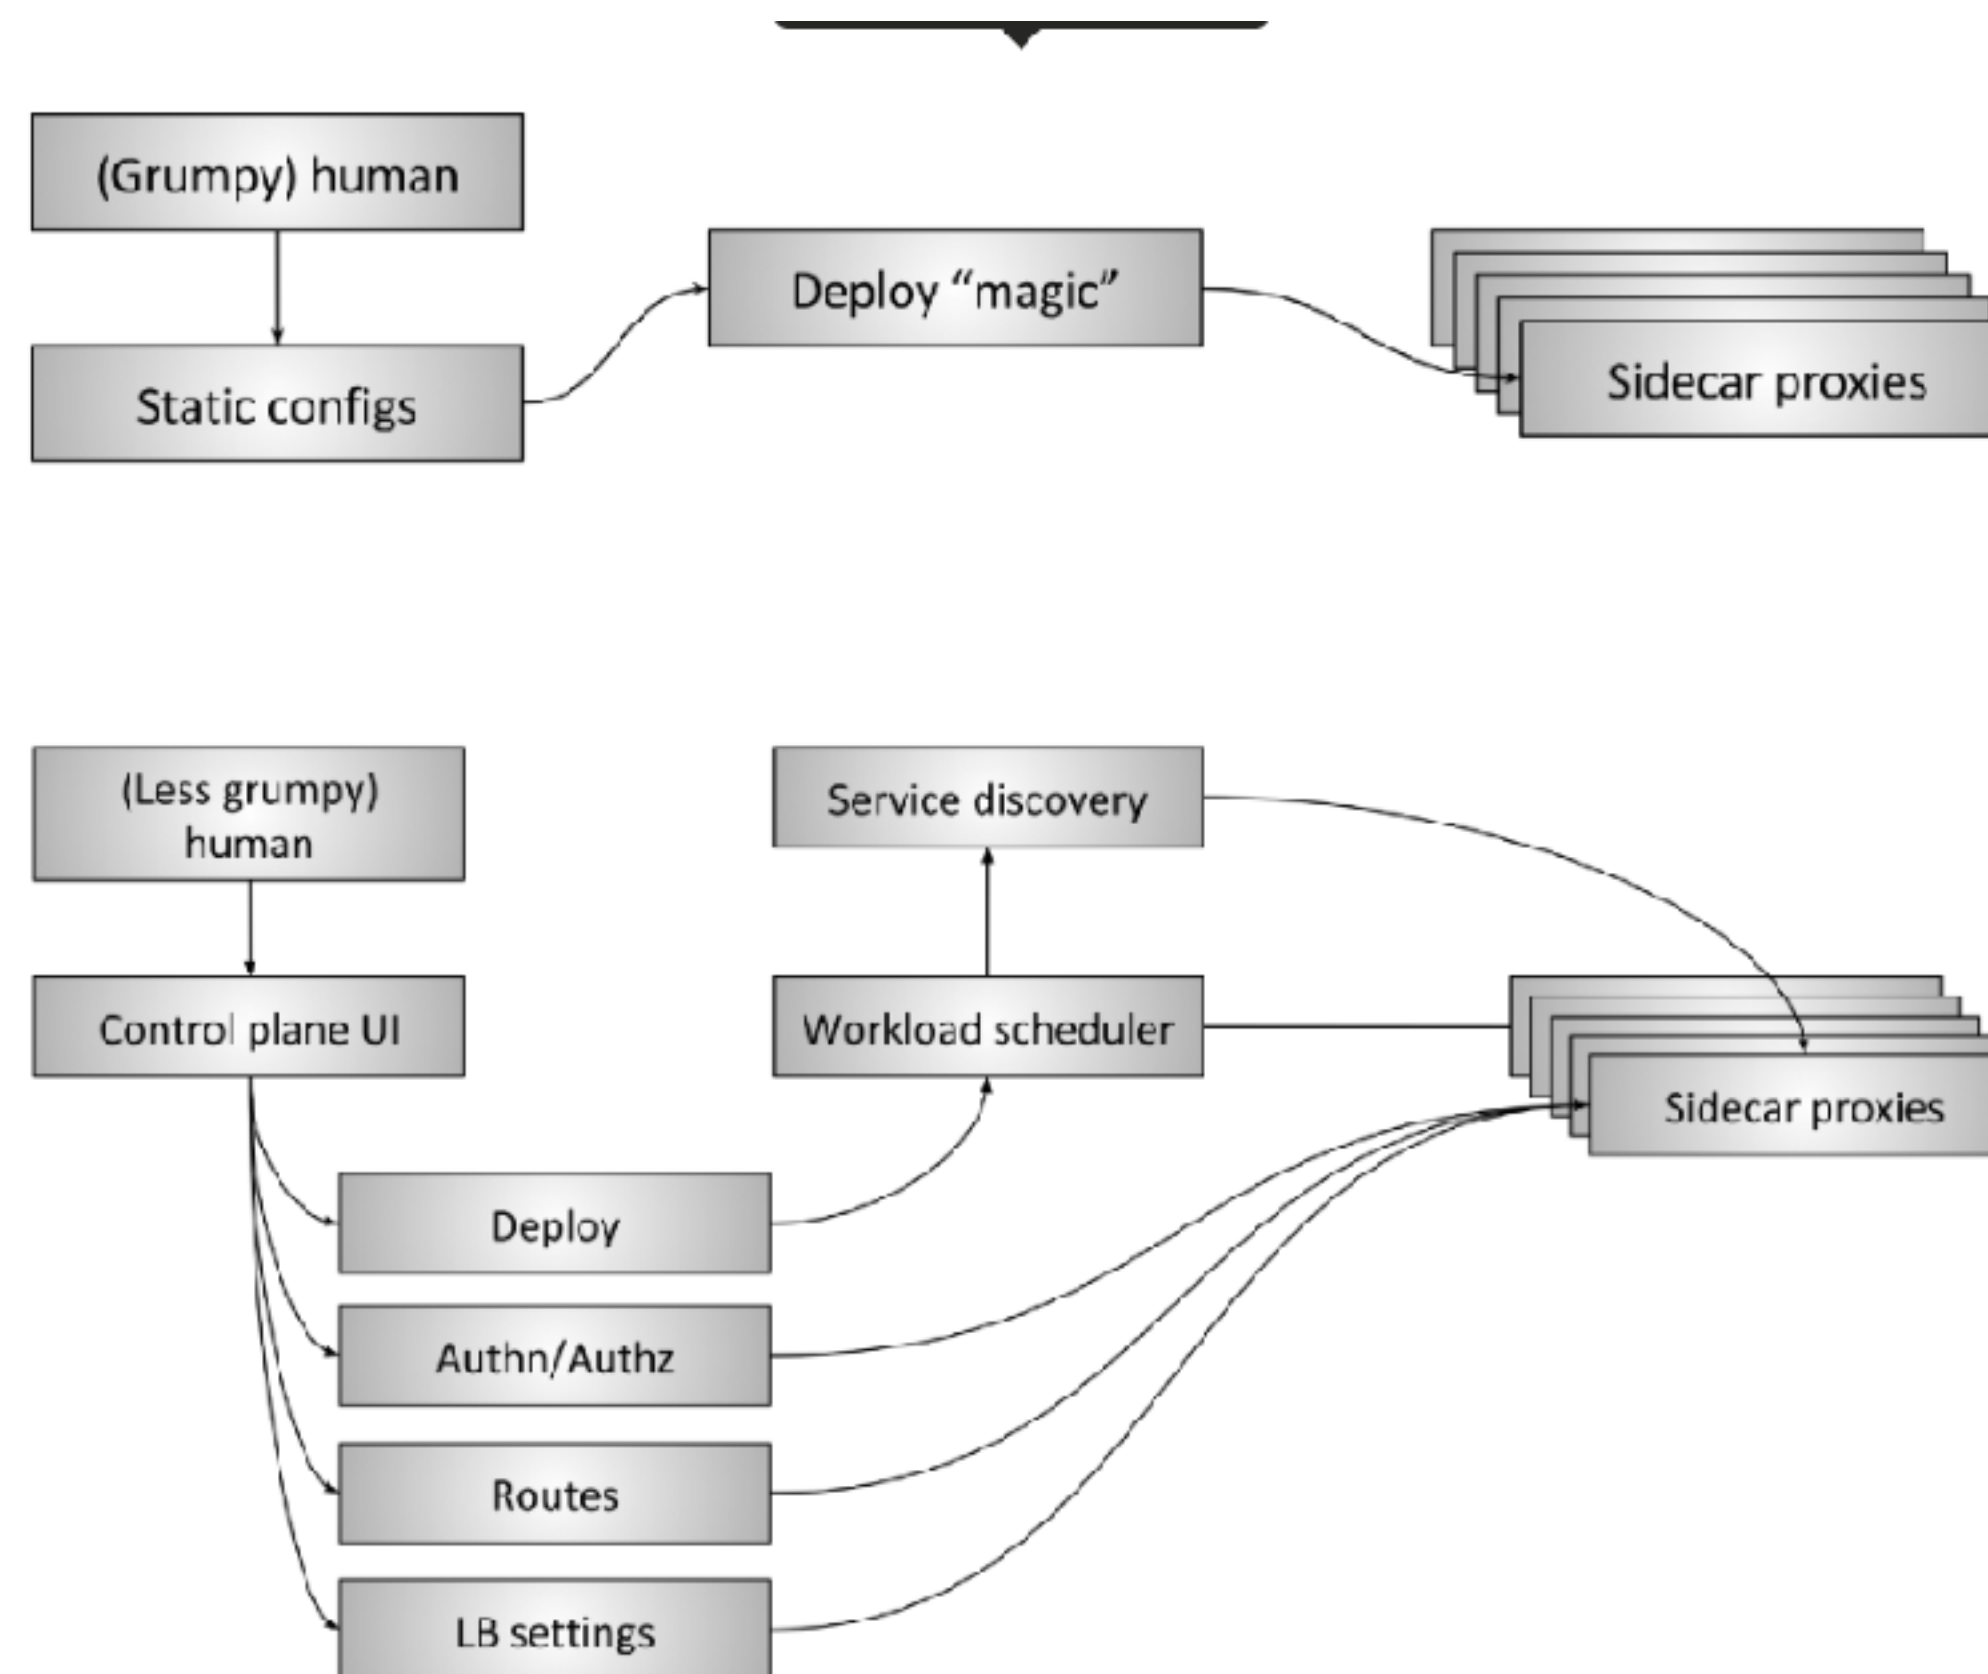 (Grumpy) human
Static configs
Deploy “magic”
Sidecar proxies
(Less grumpy)
human
Control plane UI
Service discovery
Workload scheduler
Sidecar proxies
Deploy
Authn/Authz
Routes
LB settings